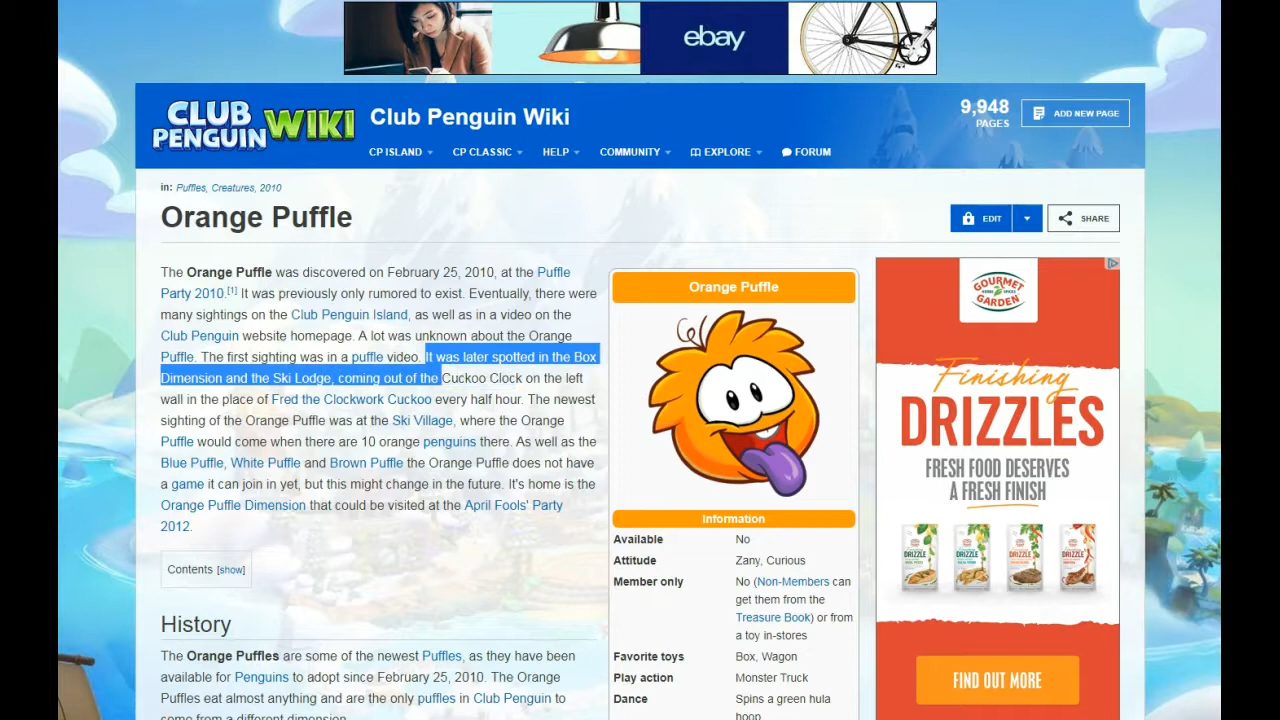 ebay
CLUB PENGUIN WIKI
Club Penguin Wiki
9,948
PAGES
ADD NEW PAGE
CP ISLAND
CP CLASSIC
HELP
COMMUNITY
EXPLORE
FORUM
in: Puffles, Creatures, 2010
Orange Puffle
EDIT
SHARE
The Orange Puffle was discovered on February 25, 2010, at the Puffle
Party 2010.[1] It was previously only rumored to exist. Eventually, there were
many sightings on the Club Penguin Island, as well as in a video on the
Club Penguin website homepage. A lot was unknown about the Orange
Puffle. The first sighting was in a puffle video. It was later spotted in the Box
Dimension and the Ski Lodge, coming out of the Cuckoo Clock on the left
wall in the place of Fred the Clockwork Cuckoo every half hour. The newest
sighting of the Orange Puffle was at the Ski Village, where the Orange
Puffle would come when there are 10 orange penguins there. As well as the
Blue Puffle, White Puffle and Brown Puffle the Orange Puffle does not have
a game it can join in yet, but this might change in the future. It's home is the
Orange Puffle Dimension that could be visited at the April Fools' Party
2012.
Contents [show]
History
The Orange Puffles are some of the newest Puffles, as they have been
available for Penguins to adopt since February 25, 2010. The Orange
Puffles eat almost anything and are the only puffles in Club Penguin to
come from a different dimension.
Orange Puffle
Information
Available No
Attitude Zany, Curious
Member only No (Non-Members can
get them from the
Treasure Book) or from
a toy in-stores
Favorite toys Box, Wagon
Play action Monster Truck
Dance Spins a green hula
hoop
GOURMET
GARDEN
Finishing
DRIZZLES
FRESH FOOD DESERVES
A FRESH FINISH
DRIZZLE
DRIZZLE
DRIZZLE
DRIZZLE
FIND OUT MORE